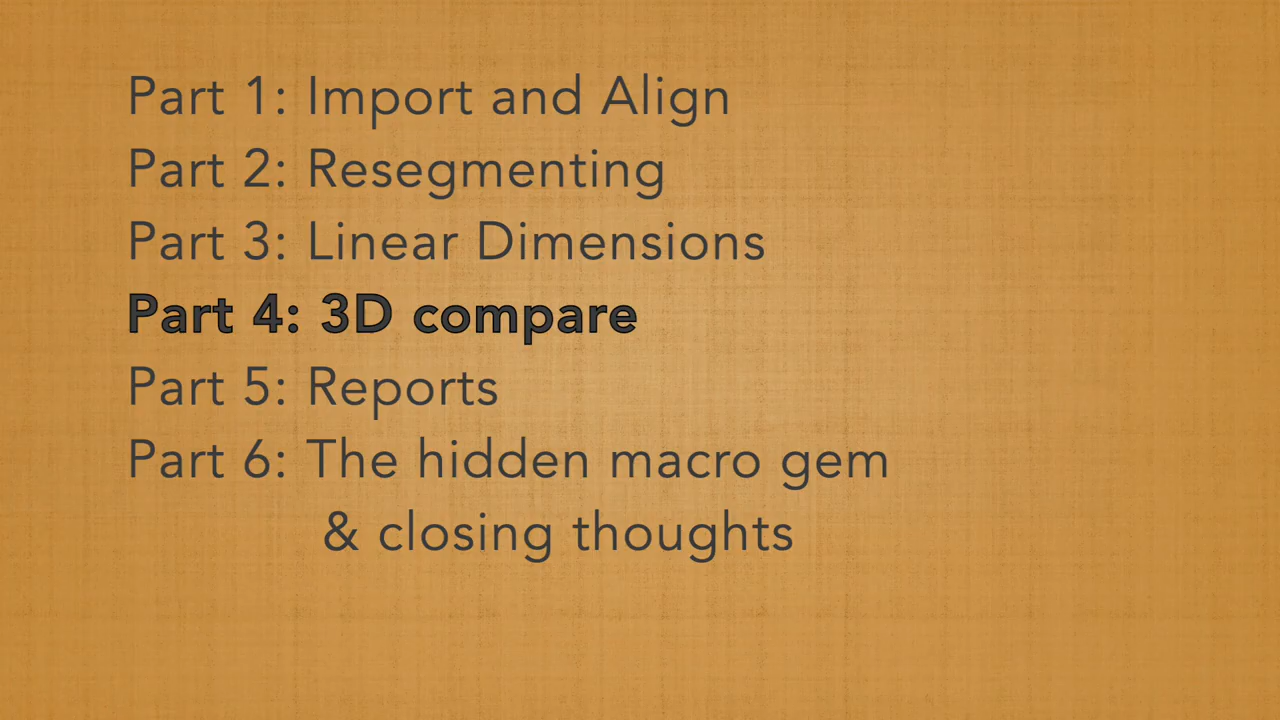 Part 1: Import and Align
Part 2: Resegmenting
Part 3: Linear Dimensions
Part 4: 3D compare
Part 5: Reports
Part 6: The hidden macro gem
& closing thoughts